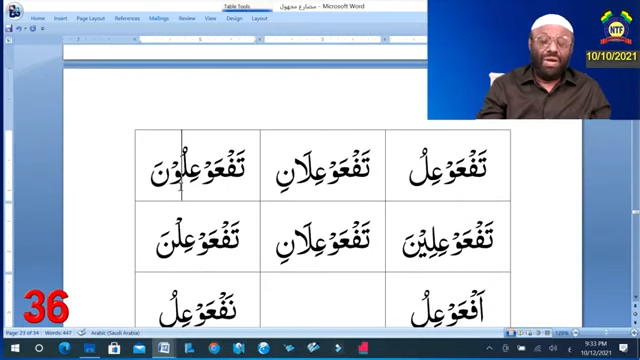 Table Tools
مضارع مجهول - Microsoft Word
Home Insert Page Layout References Mailings Review View Design Layout
NTF
10/10/2021
تَفْعَوْعِلُ تَفْعَوْعِلَانِ تَفْعَوْعِلُوْنَ
تَفْعَوْعِلِيْنَ تَفْعَوْعِلَانِ تَفْعَوْعِلْنَ
اَفْعَوْعِلُ نَفْعَوْعِلُ
36
Page: 23 of 34 Words: 447 Arabic (Saudi Arabia) 120%
9:33 PM
10/12/2021